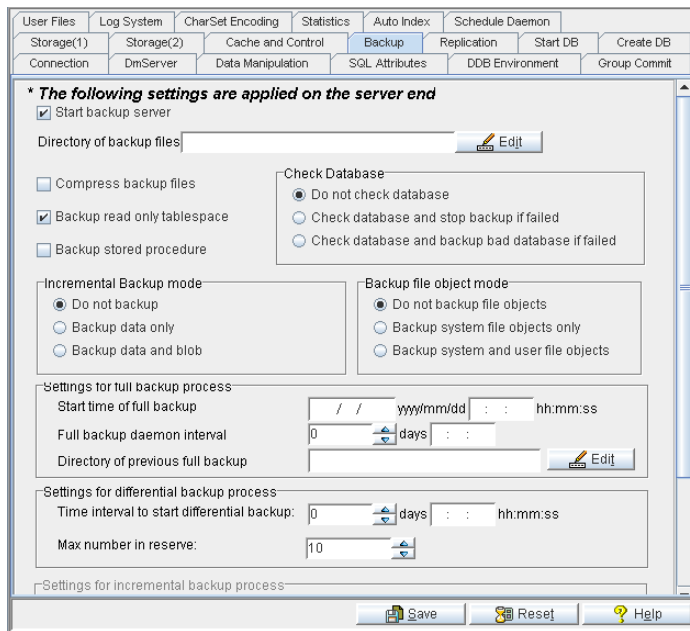 User Files Log System CharSet Encoding Statistics Auto Index Schedule Daemon
Storage(1) Storage(2) Cache and Control Backup Replication Start DB Create DB
Connection DmServer Data Manipulation SQL Attributes DDB Environment Group Commit
* The following settings are applied on the server end
Start backup server
Directory of backup files Edit
Compress backup files
Backup read only tablespace
Backup stored procedure
Check Database
Do not check database
Check database and stop backup if failed
Check database and backup bad database if failed
Incremental Backup mode
Do not backup
Backup data only
Backup data and blob
Backup file object mode
Do not backup file objects
Backup system file objects only
Backup system and user file objects
Settings for full backup process
Start time of full backup / / yyyy/mm/dd : : hh:mm:ss
Full backup daemon interval 0 days : :
Directory of previous full backup Edit
Settings for differential backup process
Time interval to start differential backup: 0 days : : hh:mm:ss
Max number in reserve: 10
Settings for incremental backup process
Save Reset Help